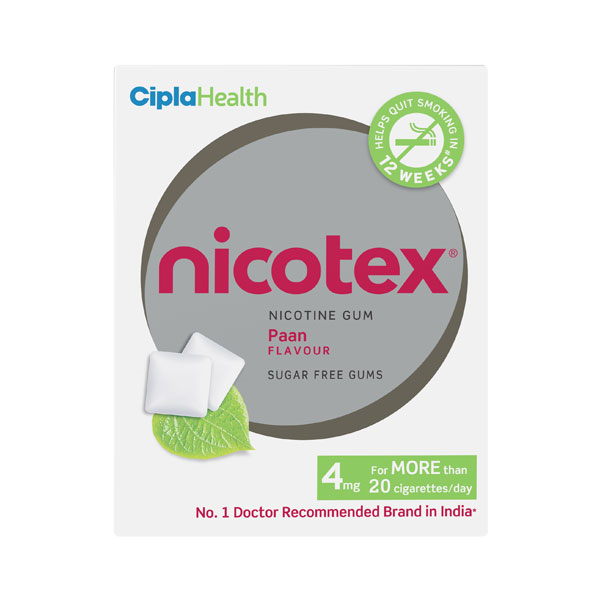 CiplaHealth
HELPS QUIT SMOKING IN
12 WEEKS#
nicotex®
NICOTINE GUM
Paan
FLAVOUR
SUGAR FREE GUMS
4mg
For MORE than
20 cigarettes/day
No. 1 Doctor Recommended Brand in India*